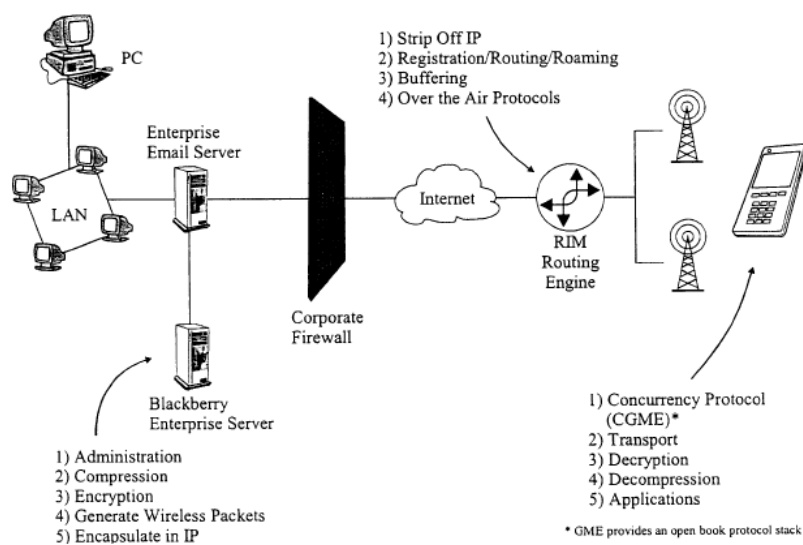 PC
1) Strip Off IP
2) Registration/Routing/Roaming
3) Buffering
4) Over the Air Protocols
Enterprise
Email Server
LAN
Internet
RIM
Routing
Engine
Corporate
Firewall
Blackberry
Enterprise Server
1) Administration
2) Compression
3) Encryption
4) Generate Wireless Packets
5) Encapsulate in IP
1) Concurrency Protocol
(CGME)*
2) Transport
3) Decryption
4) Decompression
5) Applications
* GME provides an open book protocol stack